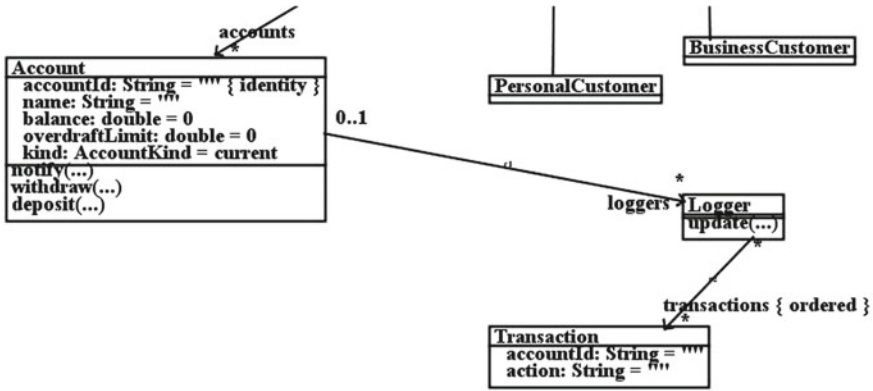 accounts
*
Account
accountId: String = "" { identity }
name: String = ""
balance: double = 0
overdraftLimit: double = 0
kind: AccountKind = current
notify(...)
withdraw(...)
deposit(...)
PersonalCustomer
BusinessCustomer
0..1
*
loggers
Logger
update(...)
*
transactions { ordered }
*
Transaction
accountId: String = ""
action: String = ""